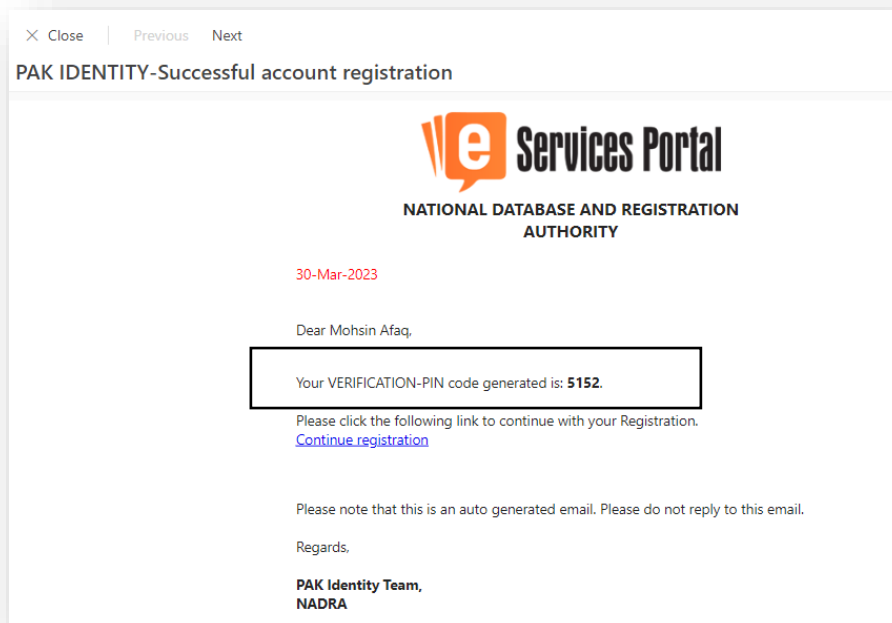 Close Previous Next
PAK IDENTITY-Successful account registration
e Services Portal
NATIONAL DATABASE AND REGISTRATION
AUTHORITY
30-Mar-2023
Dear Mohsin Afaq,
Your VERIFICATION-PIN code generated is: 5152.
Please click the following link to continue with your Registration.
Continue registration
Please note that this is an auto generated email. Please do not reply to this email.
Regards,
PAK Identity Team,
NADRA